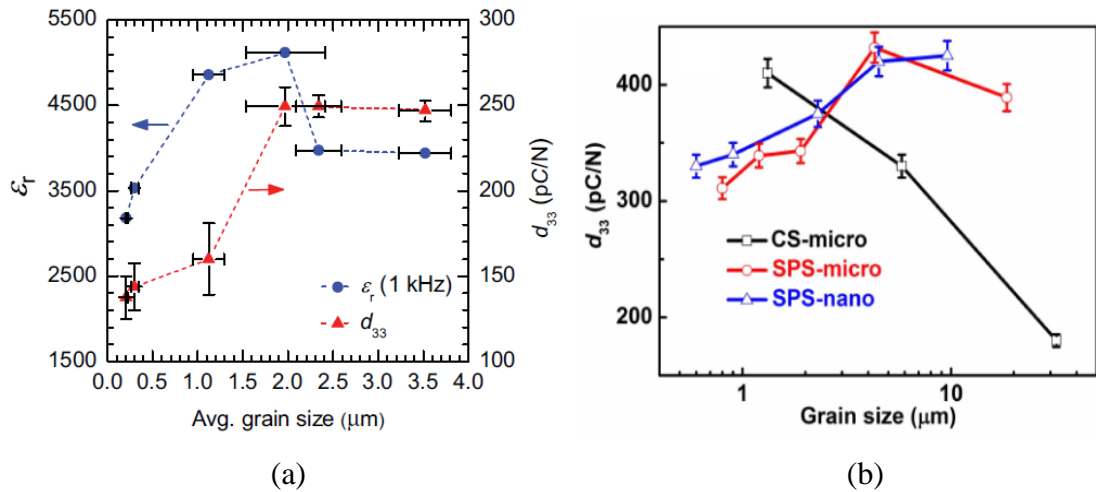 5500
4500
3500
2500
1500
εr
300
250
200
150
100
d33 (pC/N)
εr (1 kHz)
d33
0.0 0.5 1.0 1.5 2.0 2.5 3.0 3.5 4.0
Avg. grain size (μm)
(a)
400
300
200
d33 (pC/N)
CS-micro
SPS-micro
SPS-nano
1 10
Grain size (μm)
(b)